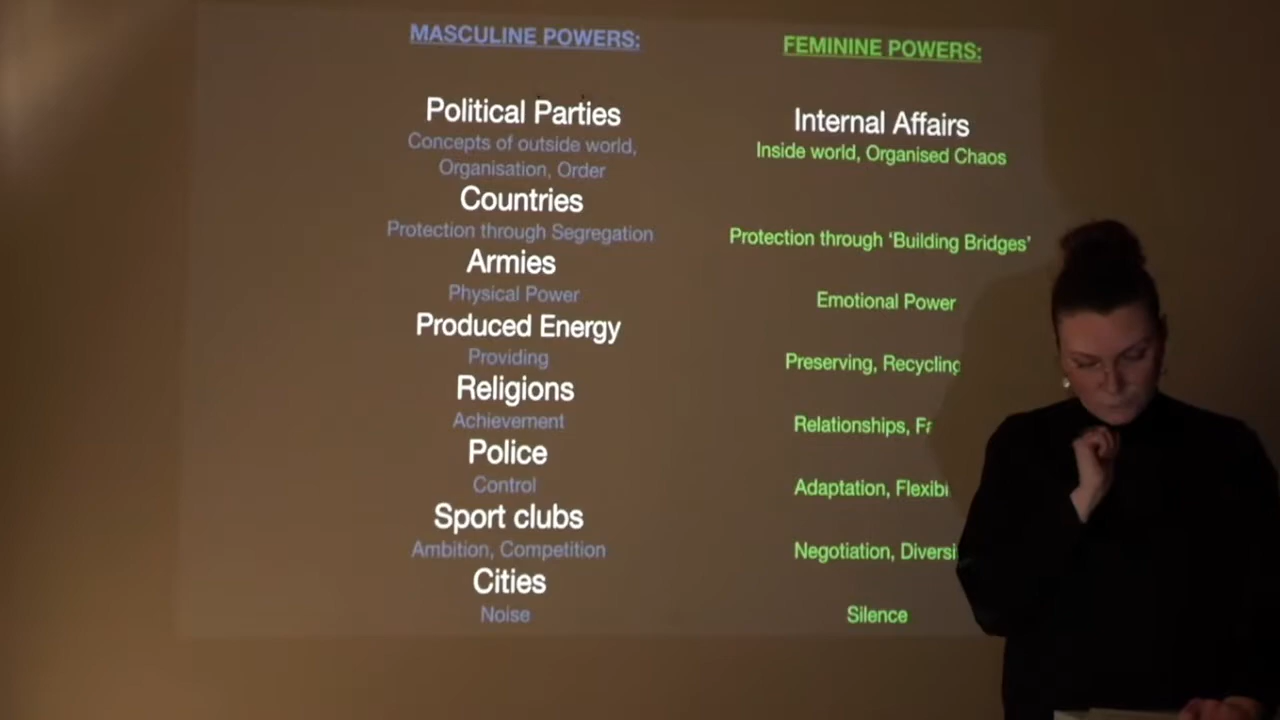 MASCULINE POWERS:
Political Parties
Concepts of outside world,
Organisation, Order
Countries
Protection through Segregation
Armies
Physical Power
Produced Energy
Providing
Religions
Achievement
Police
Control
Sport clubs
Ambition, Competition
Cities
Noise
FEMININE POWERS:
Internal Affairs
Inside world, Organised Chaos
Protection through ‘Building Bridges’
Emotional Power
Preserving, Recycling
Relationships,
Adaptation,
Negotiation,
Silence